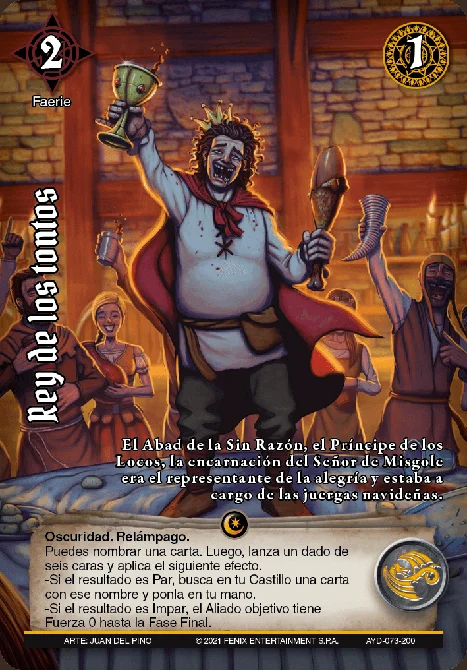 2
1
Faerie
Rey de los tontos
El Abad de la Sin Razón, el Príncipe de los
Locos, la encarnación del Señor de Misgole
era el representante de la alegría y estaba a
cargo de las juergas navideñas.
Oscuridad. Relámpago.
Puedes nombrar una carta. Luego, lanza un dado de
seis caras y aplica el siguiente efecto.
-Si el resultado es Par, busca en tu Castillo una carta
con ese nombre y ponla en tu mano.
-Si el resultado es Impar, el Aliado objetivo tiene
Fuerza 0 hasta la Fase Final.
ARTE: JUAN DEL PINO © 2021 FENIX ENTERTAINMENT S.R.A. AYD-073-200